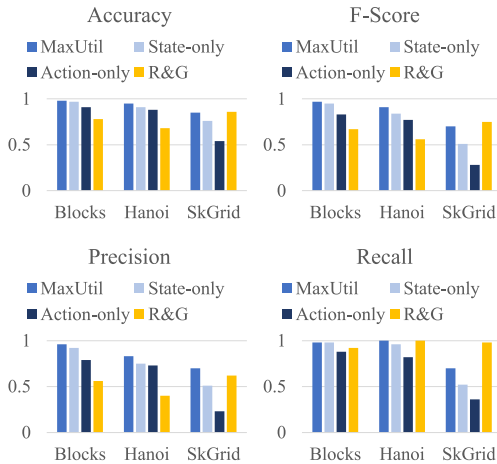 Accuracy
MaxUtil State-only
Action-only R&G
1
0.5
0
Blocks Hanoi SkGrid
F-Score
MaxUtil State-only
Action-only R&G
1
0.5
0
Blocks Hanoi SkGrid
Precision
MaxUtil State-only
Action-only R&G
1
0.5
0
Blocks Hanoi SkGrid
Recall
MaxUtil State-only
Action-only R&G
1
0.5
0
Blocks Hanoi SkGrid